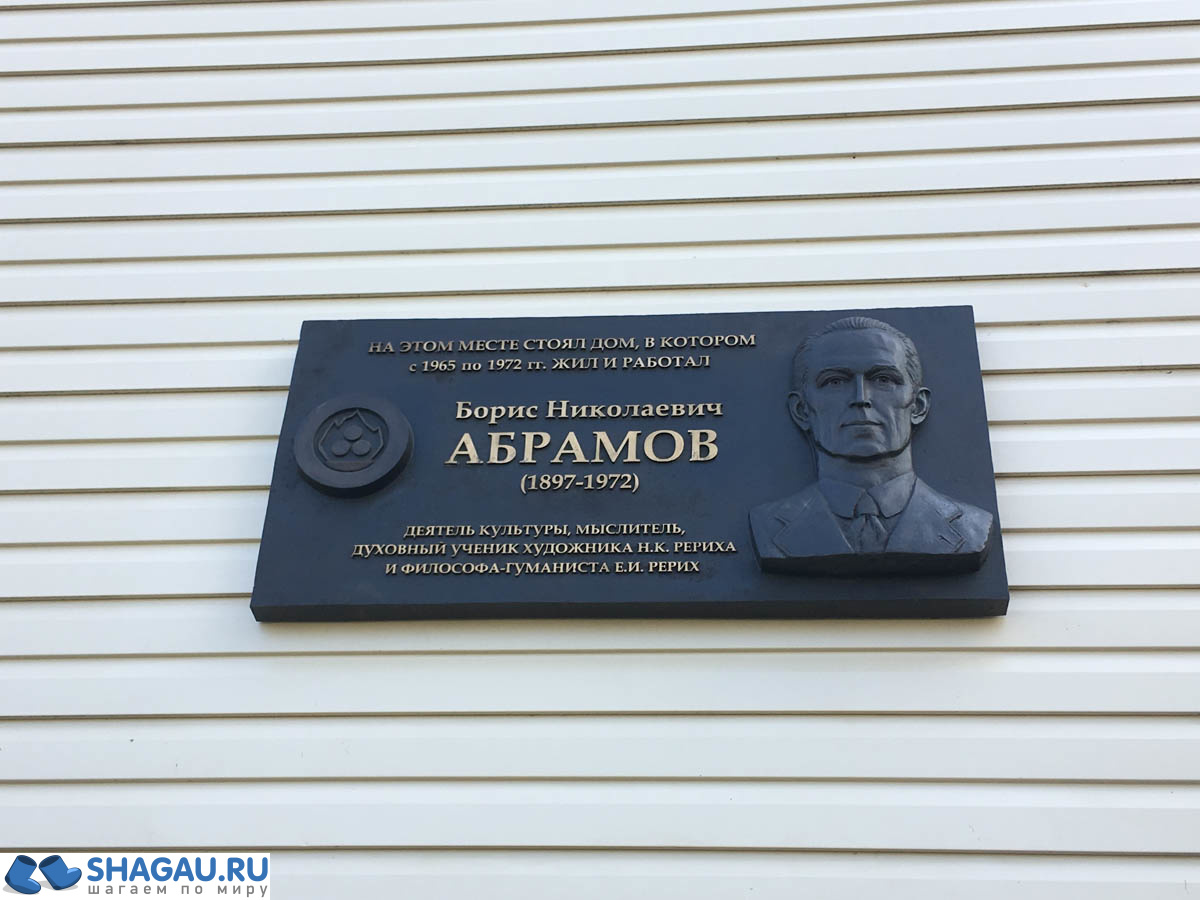 НА ЭТОМ МЕСТЕ СТОЯЛ ДОМ, В КОТОРОМ
с 1965 по 1972 гг. ЖИЛ И РАБОТАЛ
Борис Николаевич
АБРАМОВ
(1897-1972)
ДЕЯТЕЛЬ КУЛЬТУРЫ, МЫСЛИТЕЛЬ,
ДУХОВНЫЙ УЧЕНИК ХУДОЖНИКА Н.К. РЕРИХА
И ФИЛОСОФА-ГУМАНИСТА Е.И. РЕРИХ
SHAGAU.RU
шагаем по миру